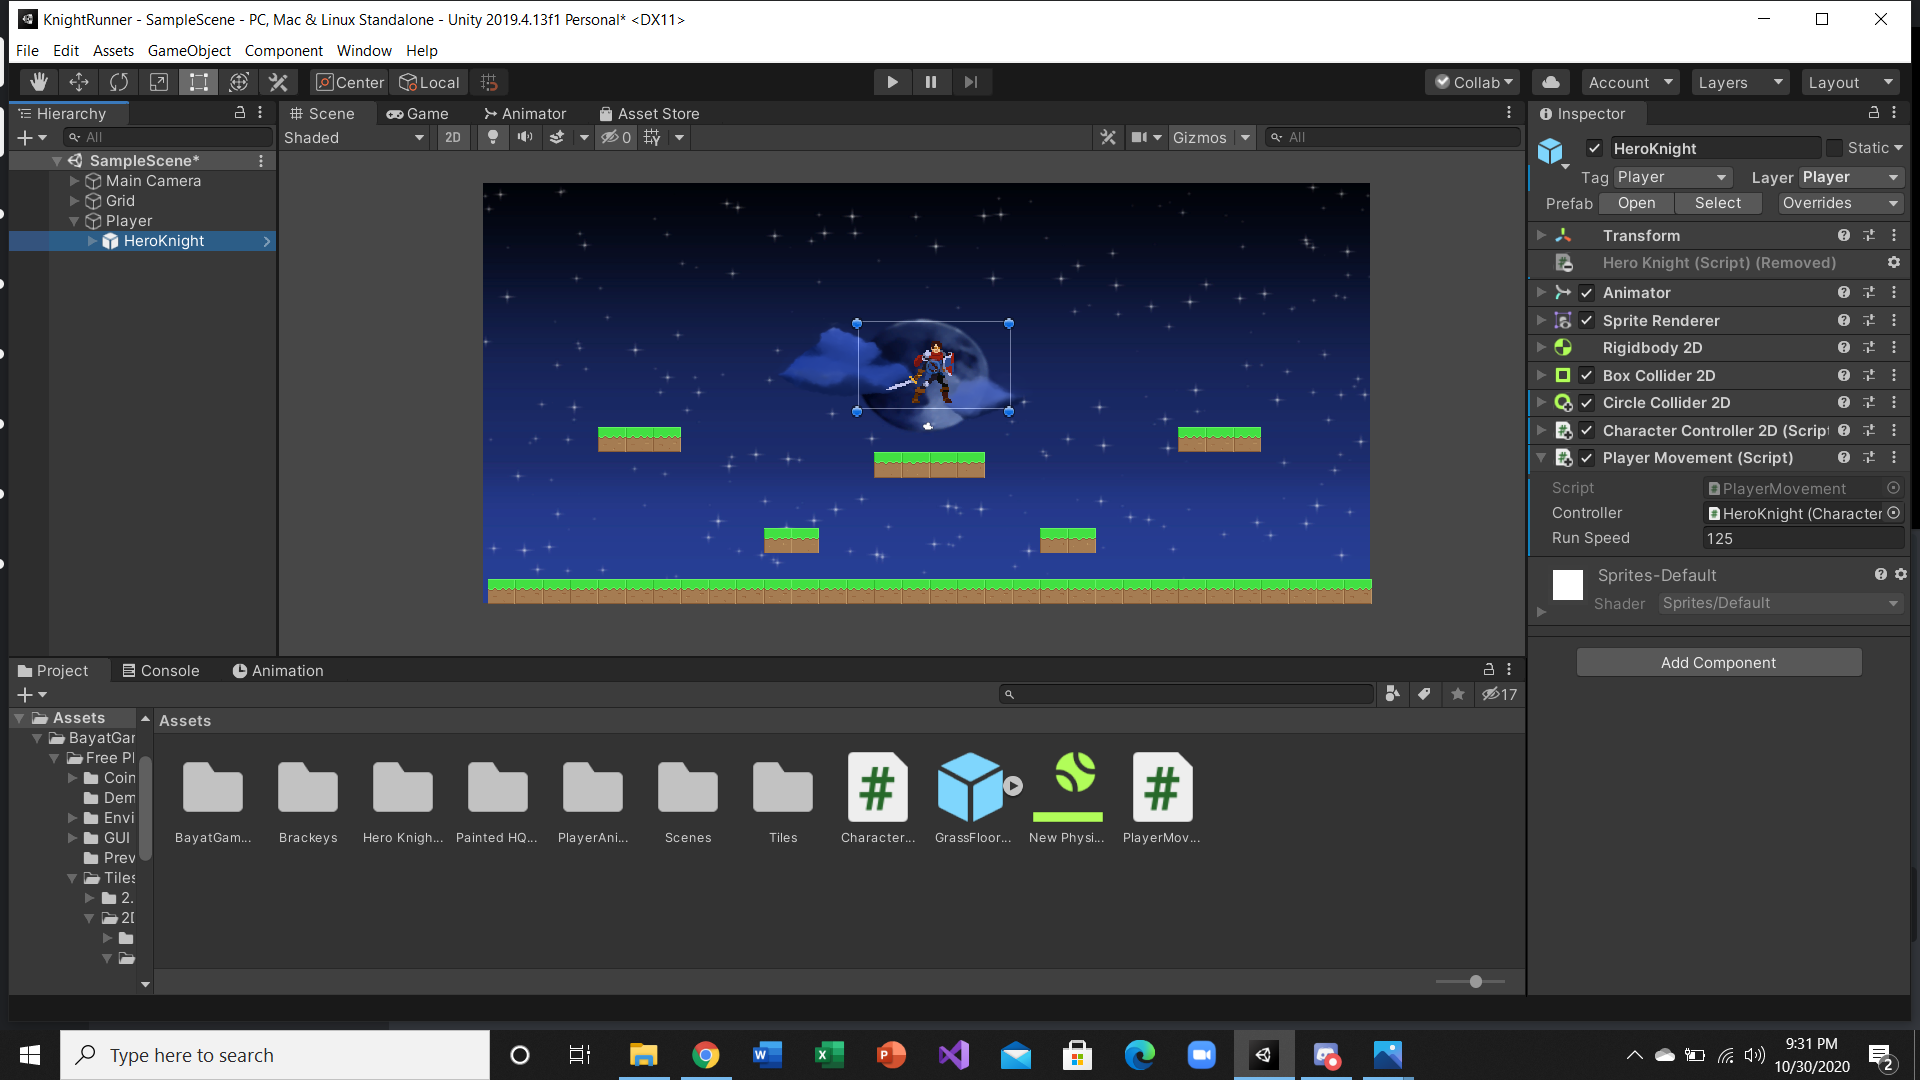 KnightRunner - SampleScene - PC, Mac & Linux Standalone - Unity 2019.4.13f1 Personal* <DX11>
File Edit Assets GameObject Component Window Help
Center Local Collab Account Layers Layout
Hierarchy
All
SampleScene*
Main Camera
Grid
Player
HeroKnight
Scene Game Animator Asset Store
Shaded 2D 0 Gizmos All
Inspector
HeroKnight Static
Tag Player Layer Player
Prefab Open Select Overrides
Transform
Hero Knight (Script) (Removed)
Animator
Sprite Renderer
Rigidbody 2D
Box Collider 2D
Circle Collider 2D
Character Controller 2D (Script
Player Movement (Script)
Script PlayerMovement
Controller HeroKnight (Character
Run Speed 125
Sprites-Default
Shader Sprites/Default
Add Component
Project Console Animation
17
Assets
BayatGar
Free Pl
Coin
Dem
Envi
GUI
Prev
Tiles
2.
2D
Assets
BayatGam... Brackeys Hero Knigh... Painted HQ... PlayerAni... Scenes Tiles Character... GrassFloor... New Physi... PlayerMov...
Type here to search
9:31 PM
10/30/2020
2